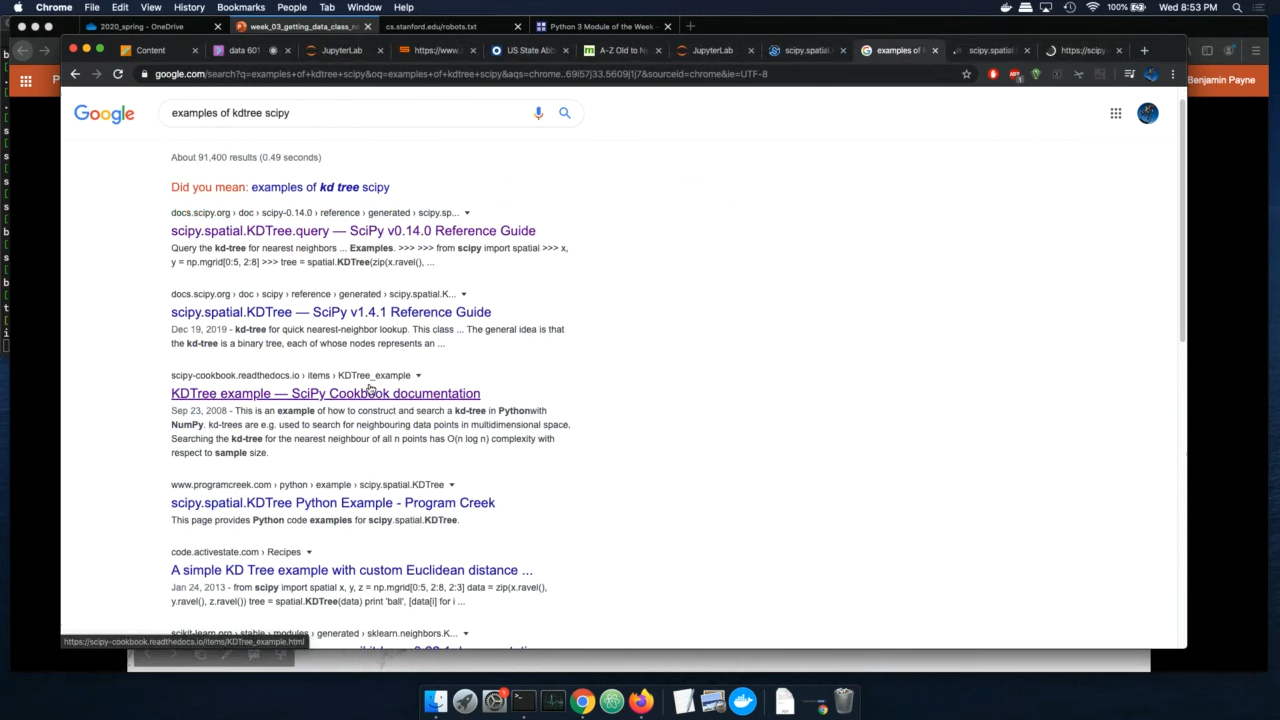 Chrome File Edit View History Bookmarks People Tab Window Help 100% Wed 8:53 PM
2020_spring - OneDrive week_03_getting_data_class_n cs.stanford.edu/robots.txt Python 3 Module of the Week -
Content data 601 JupyterLab https://www. US State Abb A-Z Old to N JupyterLab scipy.spatial. examples of k scipy.spatial. https://scipy.
google.com/search?q=examples+of+kdtree+scipy&oq=examples+of+kdtree+scipy&aqs=chrome..69i57j33.5609j1j7&sourceid=chrome&ie=UTF-8
P Benjamin Payne
Google examples of kdtree scipy
About 91,400 results (0.49 seconds)
Did you mean: examples of kd tree scipy
docs.scipy.org › doc › scipy-0.14.0 › reference › generated › scipy.sp...
scipy.spatial.KDTree.query — SciPy v0.14.0 Reference Guide
Query the kd-tree for nearest neighbors ... Examples. >>> >>> from scipy import spatial >>> x,
y = np.mgrid[0:5, 2:8] >>> tree = spatial.KDTree(zip(x.ravel(), ...
docs.scipy.org › doc › scipy › reference › generated › scipy.spatial.K...
scipy.spatial.KDTree — SciPy v1.4.1 Reference Guide
Dec 19, 2019 - kd-tree for quick nearest-neighbor lookup. This class ... The general idea is that
the kd-tree is a binary tree, each of whose nodes represents an ...
scipy-cookbook.readthedocs.io › items › KDTree_example
KDTree example — SciPy Cookbook documentation
Sep 23, 2008 - This is an example of how to construct and search a kd-tree in Pythonwith
NumPy. kd-trees are e.g. used to search for neighbouring data points in multidimensional space.
Searching the kd-tree for the nearest neighbour of all n points has O(n log n) complexity with
respect to sample size.
www.programcreek.com › python › example › scipy.spatial.KDTree
scipy.spatial.KDTree Python Example - Program Creek
This page provides Python code examples for scipy.spatial.KDTree.
code.activestate.com › Recipes
A simple KD Tree example with custom Euclidean distance ...
Jan 24, 2013 - from scipy import spatial x, y, z = np.mgrid[0:5, 2:8, 2:3] data = zip(x.ravel(),
y.ravel(), z.ravel()) tree = spatial.KDTree(data) print 'ball', [data[i] for i ...
scikit-learn.org › stable › modules › generated › sklearn.neighbors.K...
https://scipy-cookbook.readthedocs.io/items/KDTree_example.html